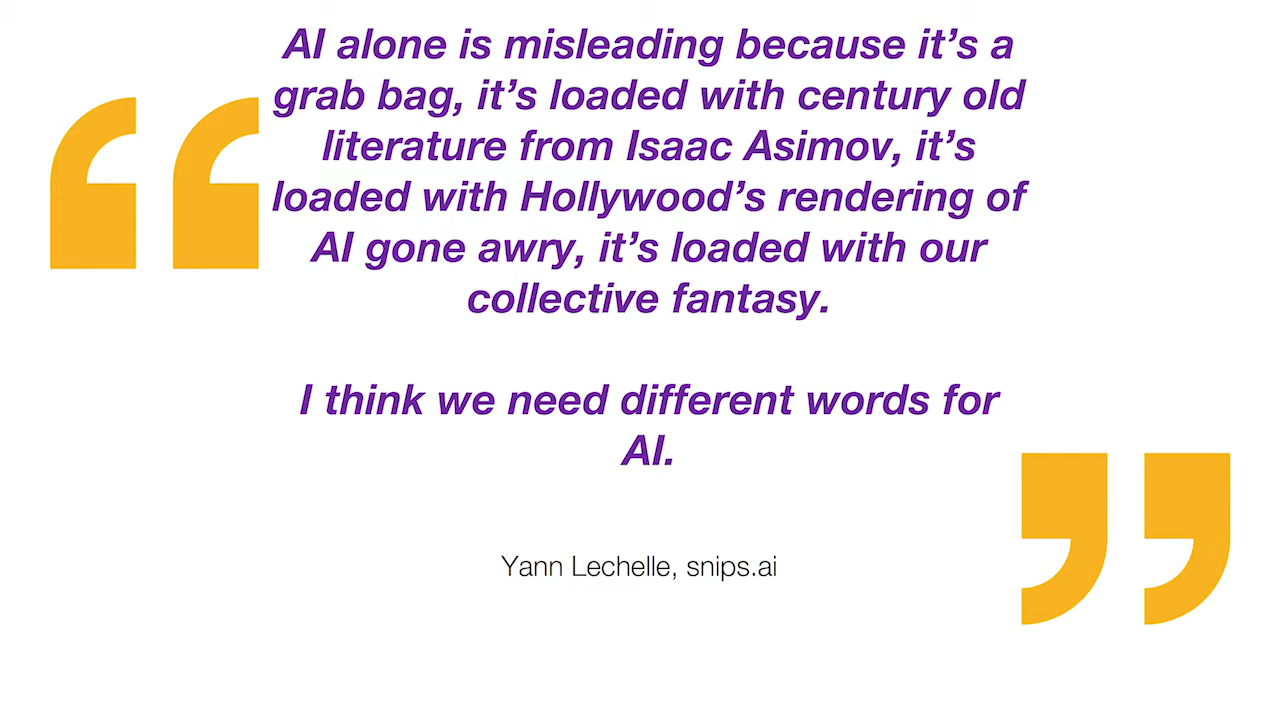 AI alone is misleading because it’s a
grab bag, it’s loaded with century old
literature from Isaac Asimov, it’s
loaded with Hollywood’s rendering of
AI gone awry, it’s loaded with our
collective fantasy.
I think we need different words for
AI.
Yann Lechelle, snips.ai